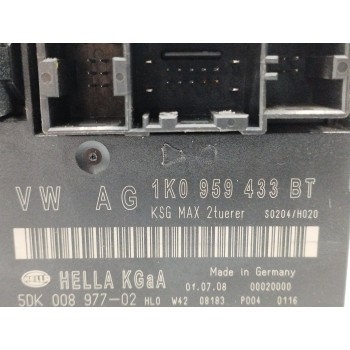 VW AG 1K0 959 433 BT
KSG MAX 2tuerer S0204/H020
Made in Germany
HELLA HELLA KGaA 01.07.08 00020000
5DK 008 977-02 HL0 W42 08183 P004 0116